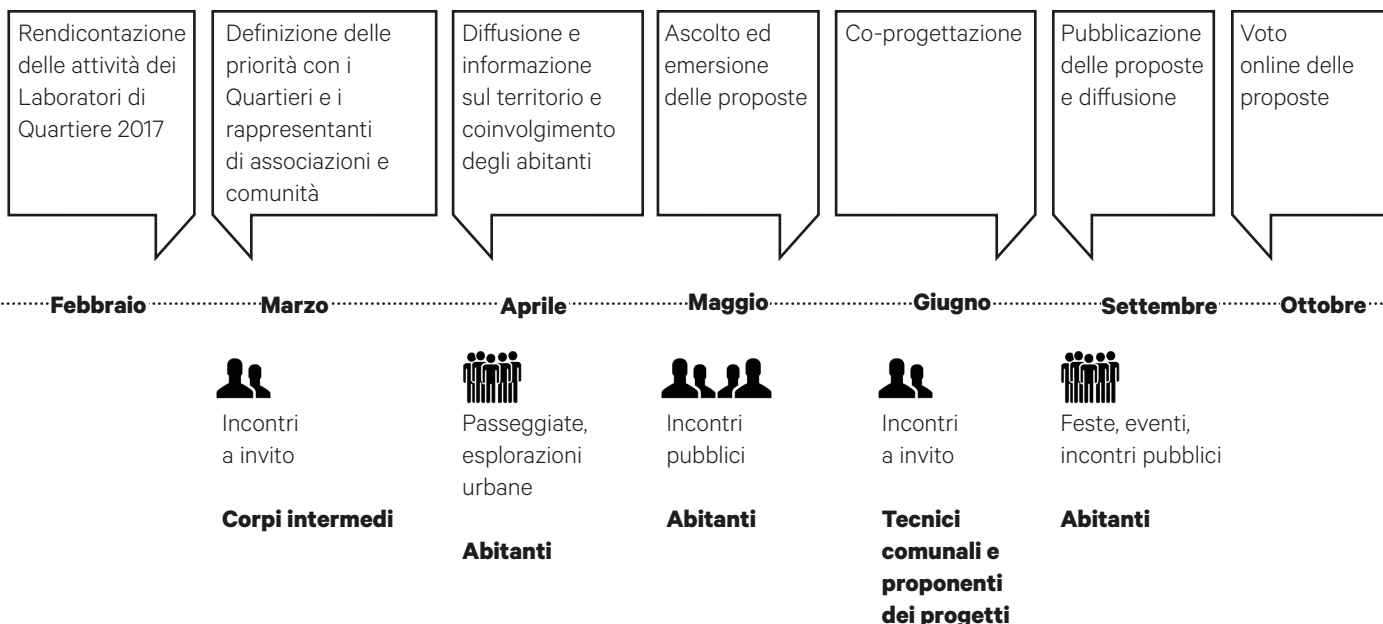 Rendicontazione
delle attività dei
Laboratori di
Quartiere 2017
Definizione delle
priorità con i
Quartieri e i
rappresentanti
di associazioni e
comunità
Diffusione e
informazione
sul territorio e
coinvolgimento
degli abitanti
Ascolto ed
emersione
delle proposte
Co-progettazione
Pubblicazione
delle proposte
e diffusione
Voto
online delle
proposte
Febbraio
Marzo
Aprile
Maggio
Giugno
Settembre
Ottobre
Incontri
a invito
Corpi intermedi
Passeggiate,
esplorazioni
urbane
Abitanti
Incontri
pubblici
Abitanti
Incontri
a invito
Tecnici
comunali e
proponenti
dei progetti
Feste, eventi,
incontri pubblici
Abitanti